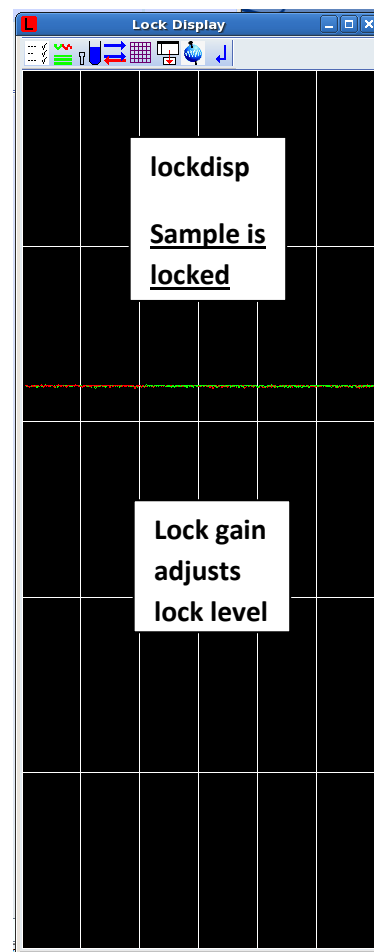 L Lock Display
lockdisp
Sample is
locked
Lock gain
adjusts
lock level